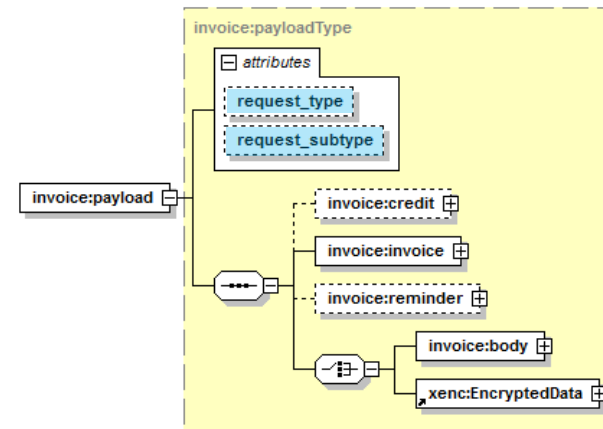 invoice:payloadType
attributes
request_type
request_subtype
invoice:payload
invoice:credit
invoice:invoice
invoice:reminder
invoice:body
xenc:EncryptedData